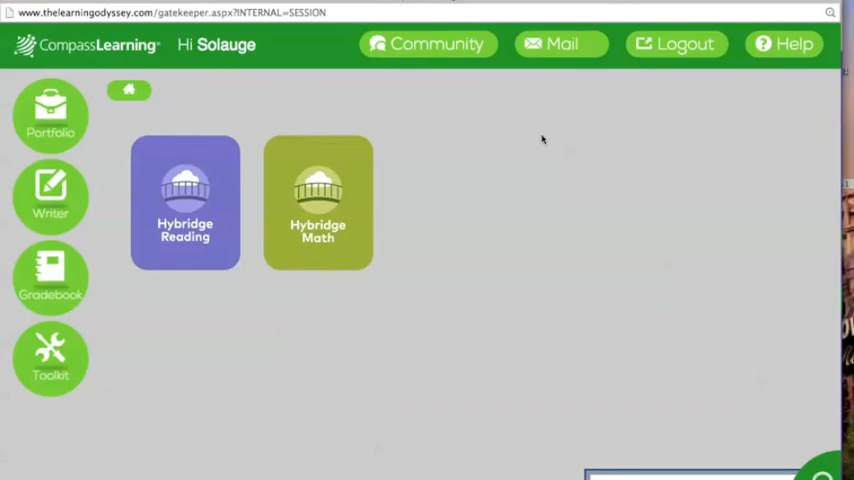 www.thelearningodyssey.com/gatekeeper.aspx?INTERNAL=SESSION
CompassLearning® Hi Solauge Community Mail Logout Help
Portfolio
Writer
Gradebook
Toolkit
Hybridge
Reading
Hybridge
Math